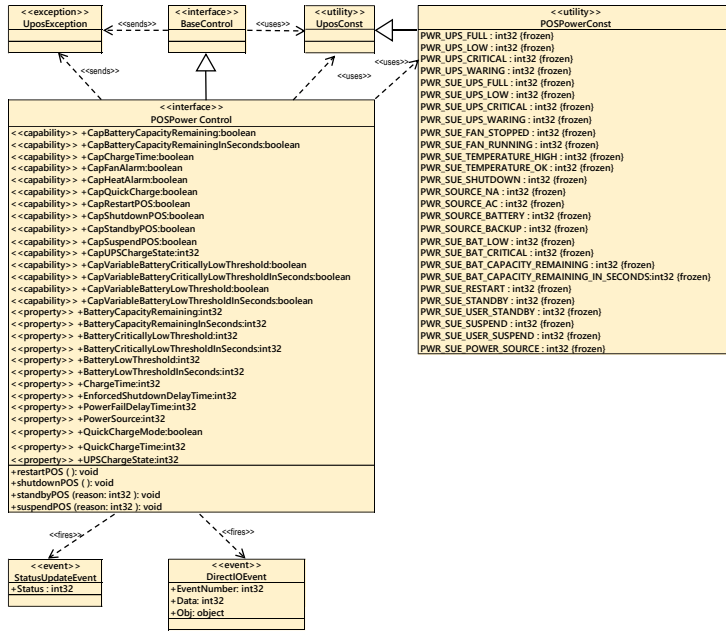 <<exception>>
UposException
<<sends>>
<<interface>>
BaseControl
<<uses>>
<<utility>>
UposConst
<<utility>>
POSPowerConst
PWR_UPS_FULL : int32 {frozen}
PWR_UPS_LOW : int32 {frozen}
PWR_UPS_CRITICAL : int32 {frozen}
PWR_UPS_WARING : int32 {frozen}
PWR_SUE_UPS_FULL : int32 {frozen}
PWR_SUE_UPS_LOW : int32 {frozen}
PWR_SUE_UPS_CRITICAL : int32 {frozen}
PWR_SUE_UPS_WARING : int32 {frozen}
PWR_SUE_FAN_STOPPED : int32 {frozen}
PWR_SUE_FAN_RUNNING : int32 {frozen}
PWR_SUE_TEMPERATURE_HIGH : int32 {frozen}
PWR_SUE_TEMPERATURE_OK : int32 {frozen}
PWR_SUE_SHUTDOWN : int32 {frozen}
PWR_SOURCE_NA : int32 {frozen}
PWR_SOURCE_AC : int32 {frozen}
PWR_SOURCE_BATTERY : int32 {frozen}
PWR_SOURCE_BACKUP : int32 {frozen}
PWR_SUE_BAT_LOW : int32 {frozen}
PWR_SUE_BAT_CRITICAL : int32 {frozen}
PWR_SUE_BAT_CAPACITY_REMAINING : int32 {frozen}
PWR_SUE_BAT_CAPACITY_REMAINING_IN_SECONDS:int32 {frozen}
PWR_SUE_RESTART : int32 {frozen}
PWR_SUE_STANDBY : int32 {frozen}
PWR_SUE_USER_STANDBY : int32 {frozen}
PWR_SUE_SUSPEND : int32 {frozen}
PWR_SUE_USER_SUSPEND : int32 {frozen}
PWR_SUE_POWER_SOURCE : int32 {frozen}
<<sends>>
<<uses>>
<<uses>>
<<interface>>
POSPower Control
<<capability>> +CapBatteryCapacityRemaining:boolean
<<capability>> +CapBatteryCapacityRemainingInSeconds:boolean
<<capability>> +CapChargeTime:boolean
<<capability>> +CapFanAlarm:boolean
<<capability>> +CapHeatAlarm:boolean
<<capability>> +CapQuickCharge:boolean
<<capability>> +CapRestartPOS:boolean
<<capability>> +CapShutdownPOS:boolean
<<capability>> +CapStandbyPOS:boolean
<<capability>> +CapSuspendPOS:boolean
<<capability>> +CapUPSChargeState:int32
<<capability>> +CapVariableBatteryCriticallyLowThreshold:boolean
<<capability>> +CapVariableBatteryCriticallyLowThresholdInSeconds:boolean
<<capability>> +CapVariableBatteryLowThreshold:boolean
<<capability>> +CapVariableBatteryLowThresholdInSeconds:boolean
<<property>> +BatteryCapacityRemaining:int32
<<property>> +BatteryCapacityRemainingInSeconds:int32
<<property>> +BatteryCriticallyLowThreshold:int32
<<property>> +BatteryCriticallyLowThresholdInSeconds:int32
<<property>> +BatteryLowThreshold:int32
<<property>> +BatteryLowThresholdInSeconds:int32
<<property>> +ChargeTime:int32
<<property>> +EnforcedShutdownDelayTime:int32
<<property>> +PowerFailDelayTime:int32
<<property>> +PowerSource:int32
<<property>> +QuickChargeMode:boolean
<<property>> +QuickChargeTime:int32
<<property>> +UPSChargeState:int32
+restartPOS ( ): void
+shutdownPOS ( ): void
+standbyPOS (reason: int32 ): void
+suspendPOS (reason: int32 ): void
<<fires>>
<<fires>>
<<event>>
StatusUpdateEvent
+Status : int32
<<event>>
DirectIOEvent
+EventNumber: int32
+Data: int32
+Obj: object